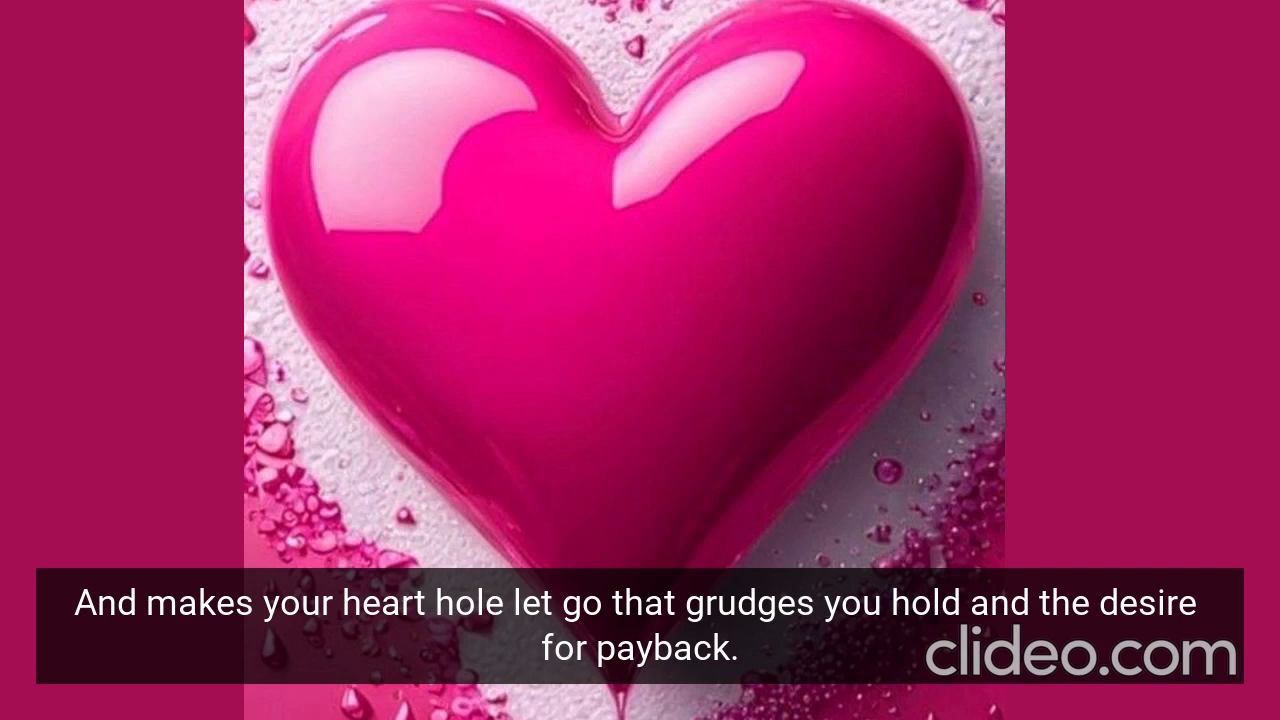 And makes your heart hole let go that grudges you hold and the desire
for payback.
clideo.com